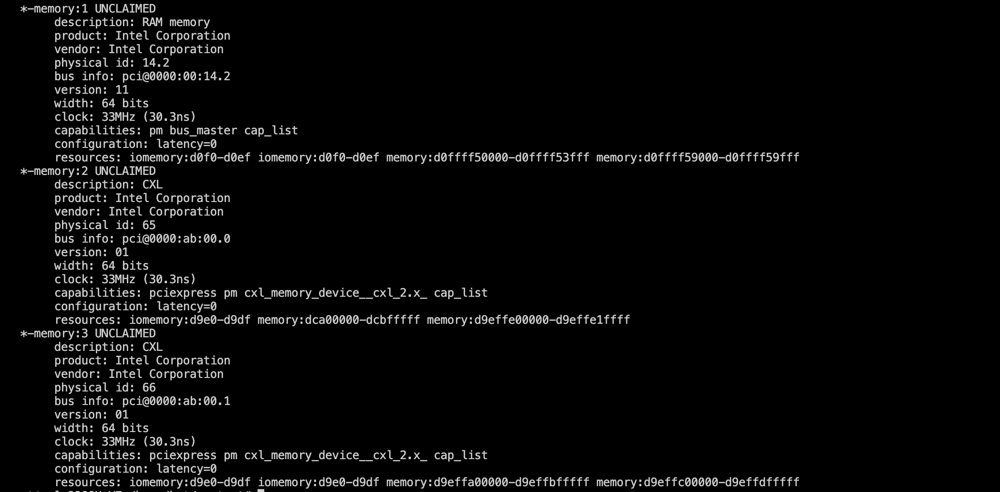 *-memory:1 UNCLAIMED
description: RAM memory
product: Intel Corporation
vendor: Intel Corporation
physical id: 14.2
bus info: pci@0000:00:14.2
version: 11
width: 64 bits
clock: 33MHz (30.3ns)
capabilities: pm bus_master cap_list
configuration: latency=0
resources: iomemory:d0f0-d0ef iomemory:d0f0-d0ef memory:d0ffff50000-d0ffff53fff memory:d0ffff59000-d0ffff59fff
*-memory:2 UNCLAIMED
description: CXL
product: Intel Corporation
vendor: Intel Corporation
physical id: 65
bus info: pci@0000:ab:00.0
version: 01
width: 64 bits
clock: 33MHz (30.3ns)
capabilities: pciexpress pm cxl_memory_device__cxl_2.x_ cap_list
configuration: latency=0
resources: iomemory:d9e0-d9df memory:dca00000-dcbfffff memory:d9effe00000-d9effe1ffff
*-memory:3 UNCLAIMED
description: CXL
product: Intel Corporation
vendor: Intel Corporation
physical id: 66
bus info: pci@0000:ab:00.1
version: 01
width: 64 bits
clock: 33MHz (30.3ns)
capabilities: pciexpress pm cxl_memory_device__cxl_2.x_ cap_list
configuration: latency=0
resources: iomemory:d9e0-d9df iomemory:d9e0-d9df memory:d9effa00000-d9effbfffff memory:d9effc00000-d9effdfffff